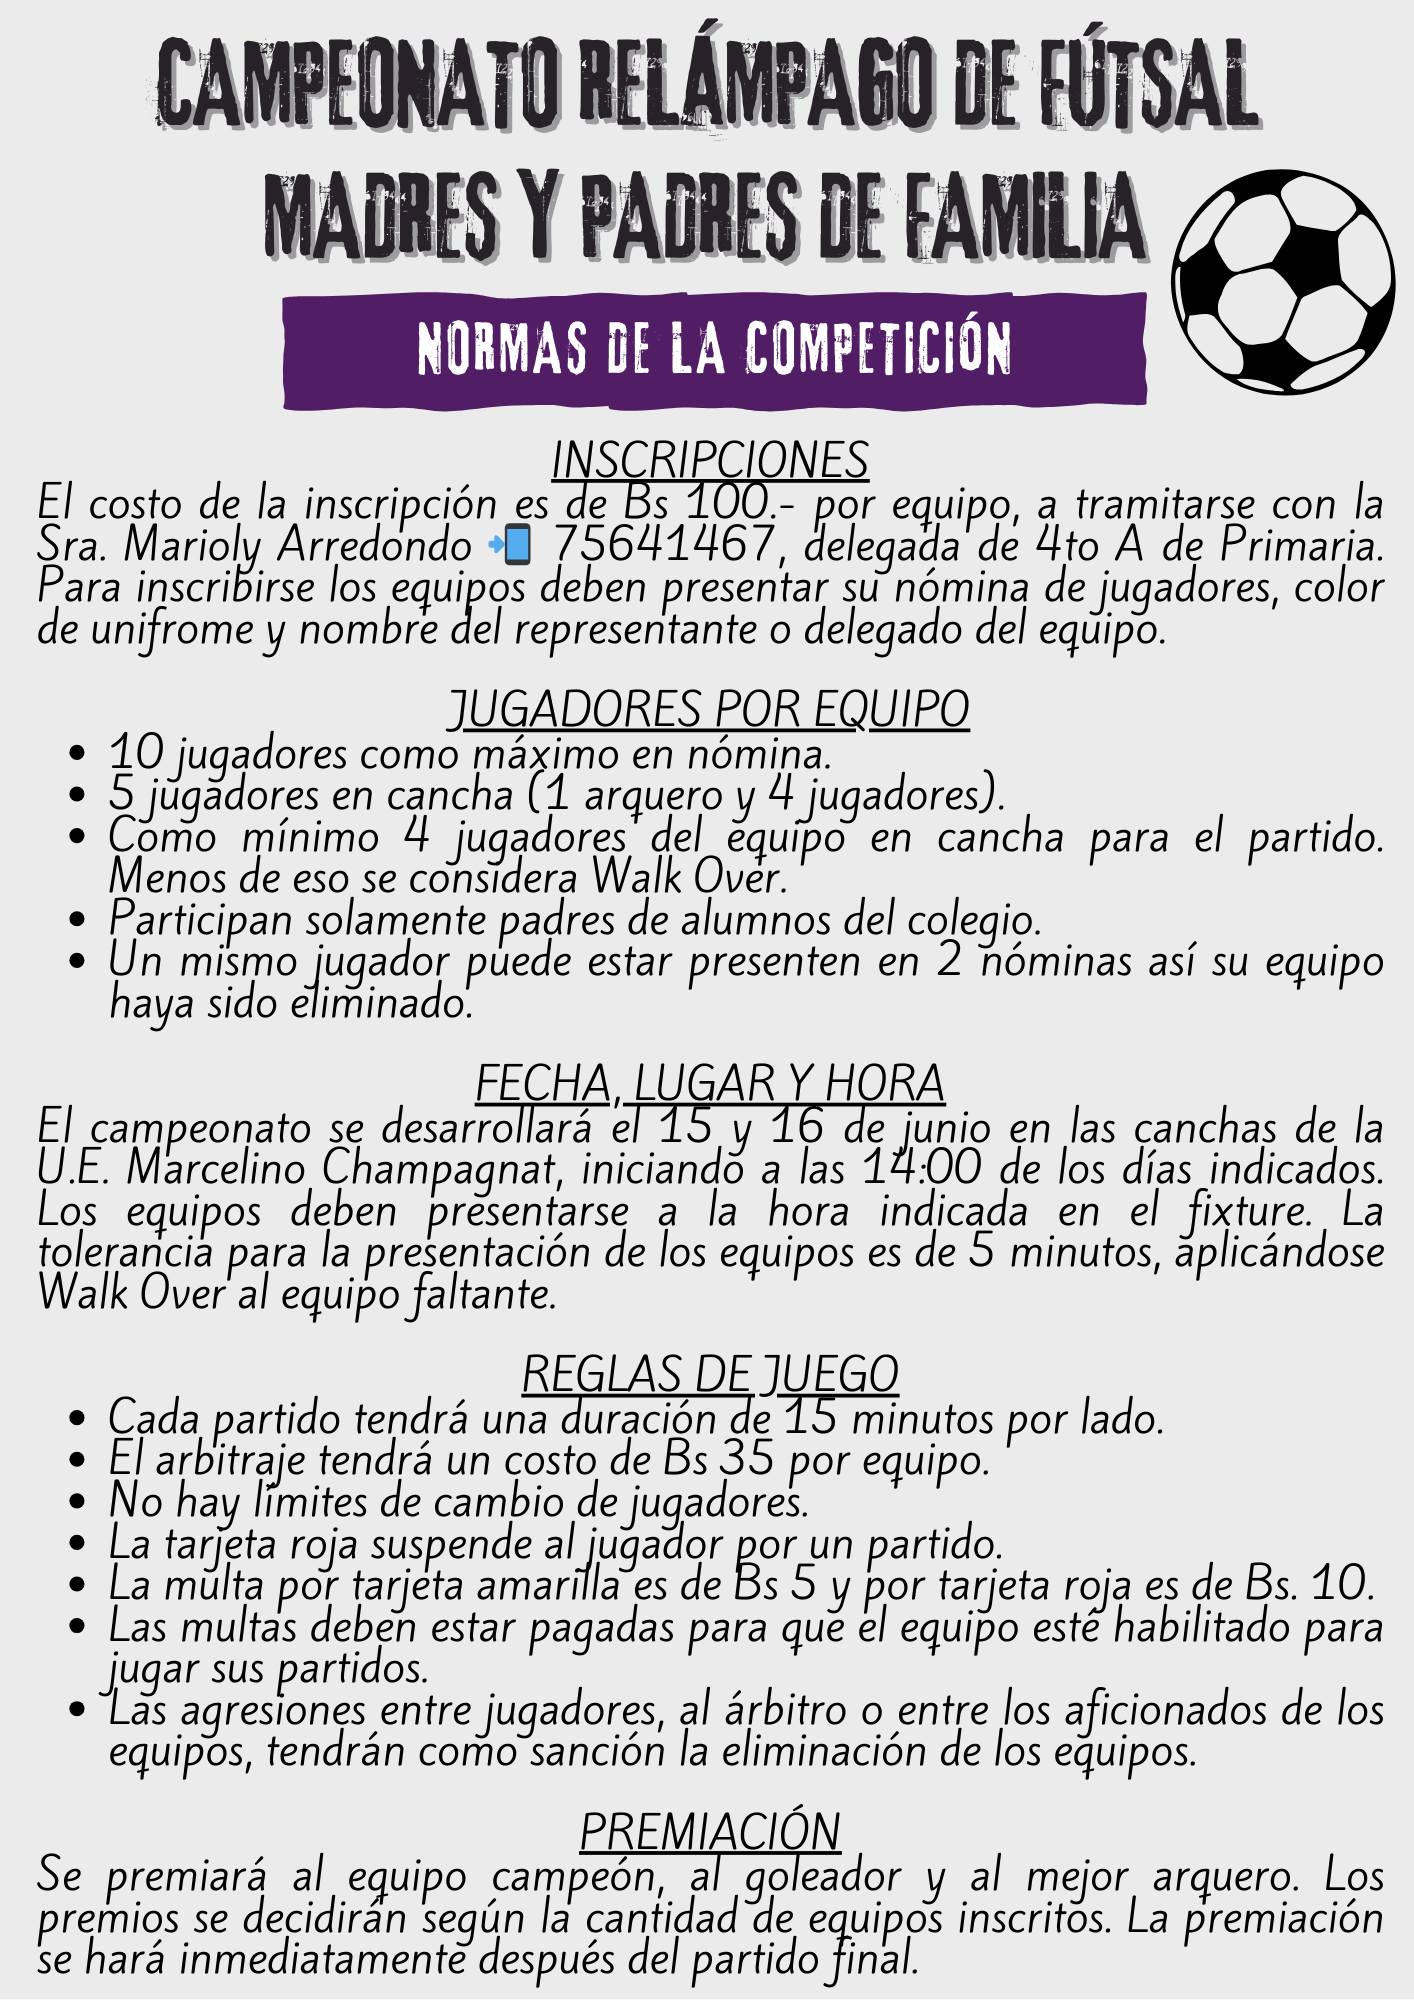 CAMPEONATO RELÁMPAGO DE FÚTSAL
MADRES Y PADRES DE FAMILIA
NORMAS DE LA COMPETICIÓN
INSCRIPCIONES
El costo de la inscripción es de Bs 100.- por equipo, a tramitarse con la
Sra. Marioly Arredondo 📲 75641467, delegada de 4to A de Primaria.
Para inscribirse los equipos deben presentar su nómina de jugadores, color
de unifrome y nombre del representante o delegado del equipo.
JUGADORES POR EQUIPO
• 10 jugadores como máximo en nómina.
• 5 jugadores en cancha (1 arquero y 4 jugadores).
• Como mínimo 4 jugadores del equipo en cancha para el partido.
Menos de eso se considera Walk Over.
• Participan solamente padres de alumnos del colegio.
• Un mismo jugador puede estar presenten en 2 nóminas así su equipo
haya sido eliminado.
FECHA, LUGAR Y HORA
El campeonato se desarrollará el 15 y 16 de junio en las canchas de la
U.E. Marcelino Champagnat, iniciando a las 14:00 de los días indicados.
Los equipos deben presentarse a la hora indicada en el fixture. La
tolerancia para la presentación de los equipos es de 5 minutos, aplicándose
Walk Over al equipo faltante.
REGLAS DE JUEGO
• Cada partido tendrá una duración de 15 minutos por lado.
• El arbitraje tendrá un costo de Bs 35 por equipo.
• No hay límites de cambio de jugadores.
• La tarjeta roja suspende al jugador por un partido.
• La multa por tarjeta amarilla es de Bs 5 y por tarjeta roja es de Bs. 10.
• Las multas deben estar pagadas para que el equipo esté habilitado para
jugar sus partidos.
• Las agresiones entre jugadores, al árbitro o entre los aficionados de los
equipos, tendrán como sanción la eliminación de los equipos.
PREMIACIÓN
Se premiará al equipo campeón, al goleador y al mejor arquero. Los
premios se decidirán según la cantidad de equipos inscritos. La premiación
se hará inmediatamente después del partido final.